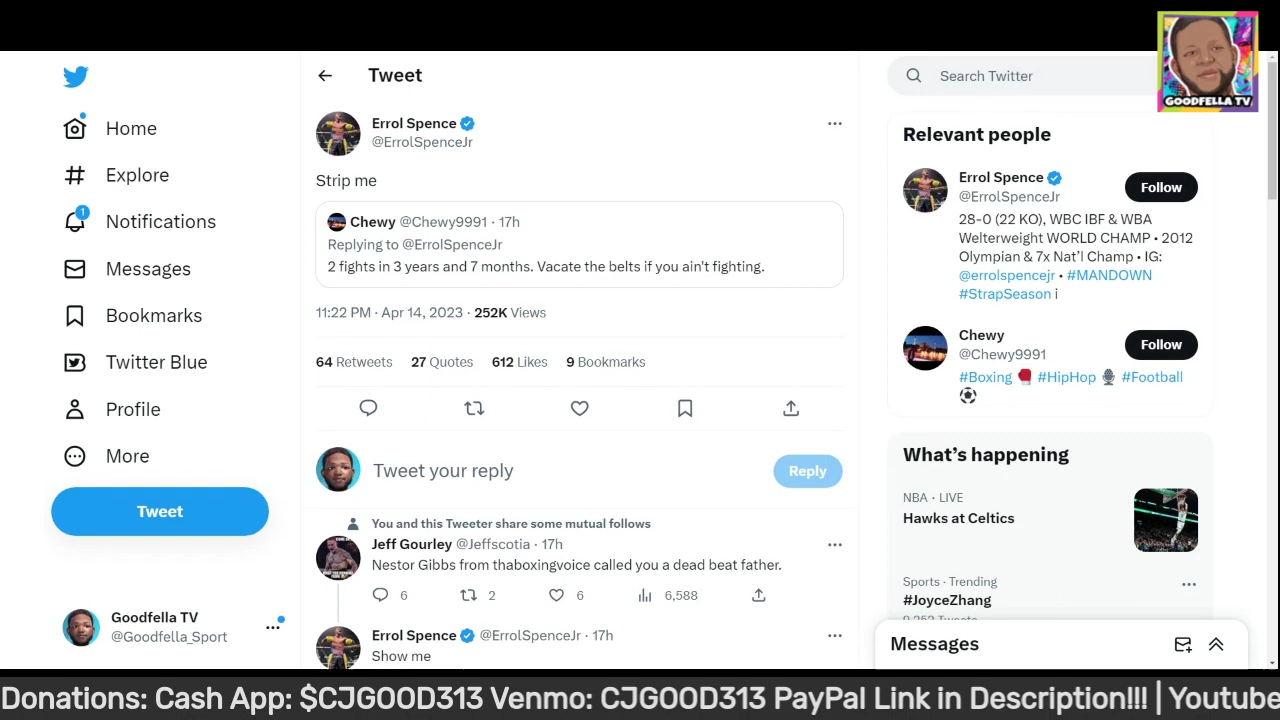 GOODFELLA TV
Home
Explore
1
Notifications
Messages
Bookmarks
Twitter Blue
Profile
More
Tweet
Goodfella TV
@Goodfella_Sport
Tweet
Errol Spence
@ErrolSpenceJr
Strip me
Chewy @Chewy9991 · 17h
Replying to @ErrolSpenceJr
2 fights in 3 years and 7 months. Vacate the belts if you ain't fighting.
11:22 PM · Apr 14, 2023 · 252K Views
64 Retweets 27 Quotes 612 Likes 9 Bookmarks
Tweet your reply
Reply
You and this Tweeter share some mutual follows
Jeff Gourley @Jeffscotia · 17h
Nestor Gibbs from thaboxingvoice called you a dead beat father.
6 2 6 6,588
Errol Spence @ErrolSpenceJr · 17h
Show me
Search Twitter
Relevant people
Errol Spence
@ErrolSpenceJr
Follow
28-0 (22 KO), WBC IBF & WBA
Welterweight WORLD CHAMP • 2012
Olympian & 7x Nat'l Champ • IG:
@errolspencejr • #MANDOWN
#StrapSeason i
Chewy
@Chewy9991
Follow
#Boxing 🥊 #HipHop 🎙 #Football
⚽
What's happening
NBA · LIVE
Hawks at Celtics
Sports · Trending
#JoyceZhang
Messages
Donations: Cash App: $CJGOOD313 Venmo: CJGOOD313 PayPal Link in Description!!! | Youtube